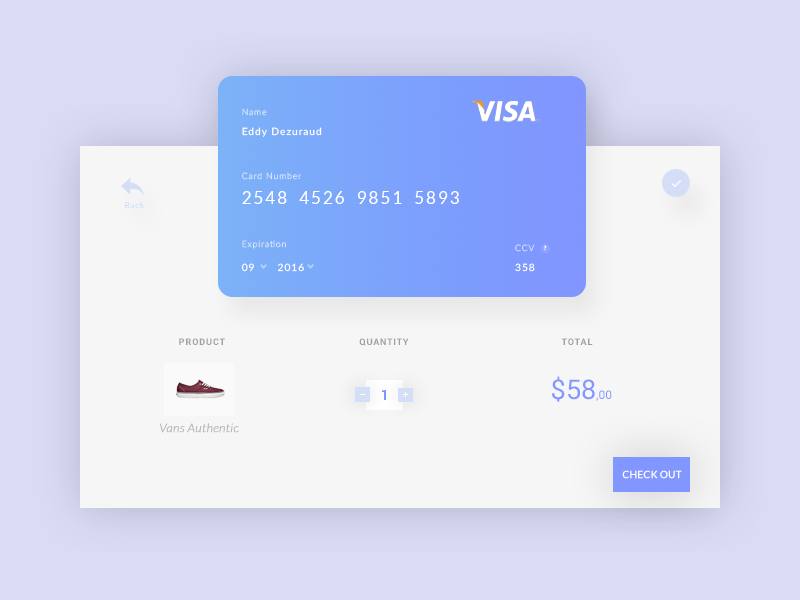 VISA
Name
Eddy Dezuraud
Card Number
2548 4526 9851 5893
Expiration
09 2016
CCV ?
358
Back
PRODUCT QUANTITY TOTAL
- 1 +
$58,00
Vans Authentic
CHECK OUT